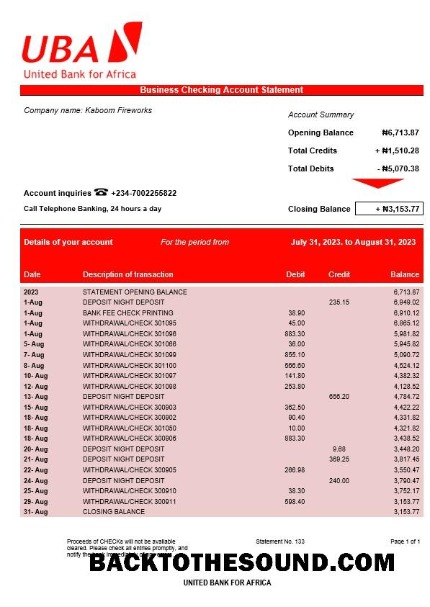 UBA
United Bank for Africa
Business Checking Account Statement
Company name: Kaboom Fireworks
Account Summary
Opening Balance ₦6,713.87
Total Credits + ₦1,510.28
Total Debits - ₦5,070.38
Account inquiries ☎ +234-7002255822
Call Telephone Banking, 24 hours a day
Closing Balance + ₦3,153.77
Details of your account For the period from July 31, 2023. to August 31, 2023
Date Description of transaction Debit Credit Balance
2023 STATEMENT OPENING BALANCE 6,713.87
1-Aug DEPOSIT NIGHT DEPOSIT 235.15 6,949.02
1-Aug BANK FEE CHECK PRINTING 38.90 6,910.12
1-Aug WITHDRAWAL/CHECK 301095 45.00 6,865.12
1-Aug WITHDRAWAL/CHECK 301096 883.30 5,981.82
5- Aug WITHDRAWAL/CHECK 301066 36.00 5,945.82
7- Aug WITHDRAWAL/CHECK 301099 855.10 5,090.72
8- Aug WITHDRAWAL/CHECK 301100 566.60 4,524.12
10- Aug WITHDRAWAL/CHECK 301097 141.80 4,382.32
12- Aug WITHDRAWAL/CHECK 301098 253.80 4,128.52
13- Aug DEPOSIT NIGHT DEPOSIT 656.20 4,784.72
15- Aug WITHDRAWAL/CHECK 300903 362.50 4,422.22
18- Aug WITHDRAWAL/CHECK 300902 90.40 4,331.82
18- Aug WITHDRAWAL/CHECK 301050 10.00 4,321.82
18- Aug WITHDRAWAL/CHECK 300906 883.30 3,438.52
20- Aug DEPOSIT NIGHT DEPOSIT 9.68 3,448.20
21- Aug DEPOSIT NIGHT DEPOSIT 369.25 3,817.45
22- Aug WITHDRAWAL/CHECK 300905 266.98 3,550.47
24- Aug DEPOSIT NIGHT DEPOSIT 240.00 3,790.47
25- Aug WITHDRAWAL/CHECK 300910 38.30 3,752.17
28- Aug WITHDRAWAL/CHECK 300911 598.40 3,153.77
31- Aug CLOSING BALANCE 3,153.77
Proceeds of CHECKs will not be available Statement No. 133 Page 1 of 1
cleared. Please check all entries promptly, and
notify the bank
BACKTOTHESOUND.COM
UNITED BANK FOR AFRICA